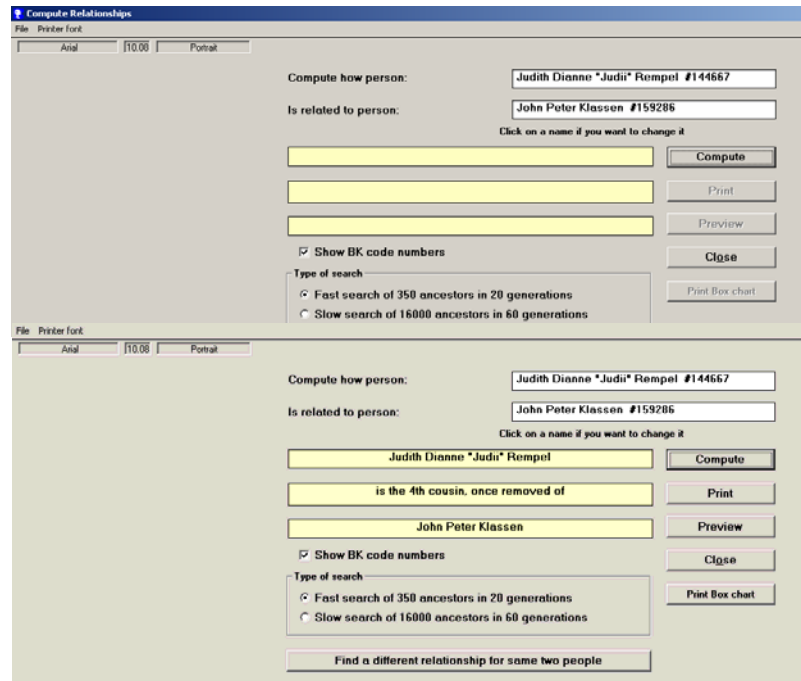 Compute Relationships
File Printer font
Arial 10.08 Portrait
Compute how person: Judith Dianne "Judii" Rempel #144667
Is related to person: John Peter Klassen #159286
Click on a name if you want to change it
Compute
Print
Preview
Show BK code numbers
Close
Type of search
Fast search of 350 ancestors in 20 generations
Print Box chart
Slow search of 16000 ancestors in 60 generations
File Printer font
Arial 10.08 Portrait
Compute how person: Judith Dianne "Judii" Rempel #144667
Is related to person: John Peter Klassen #159286
Click on a name if you want to change it
Judith Dianne "Judii" Rempel Compute
is the 4th cousin, once removed of Print
John Peter Klassen Preview
Show BK code numbers
Close
Type of search
Fast search of 350 ancestors in 20 generations Print Box chart
Slow search of 16000 ancestors in 60 generations
Find a different relationship for same two people